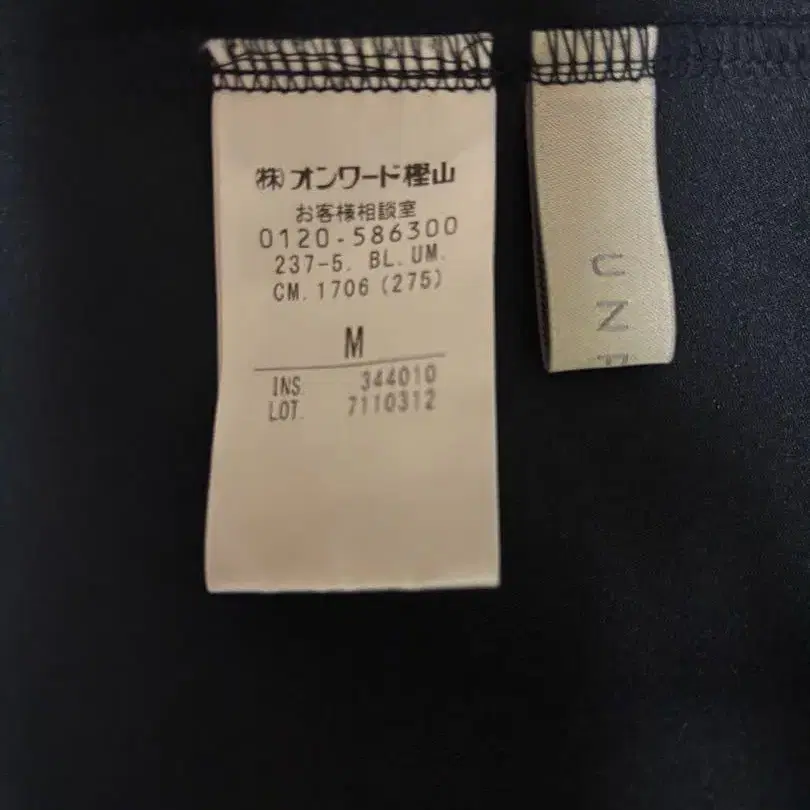 (株)オンワード樫山
お客様相談室
0120-586300
237-5. BL. UM.
CM. 1706 (275)
M
INS. 344010
LOT. 7110312
UN